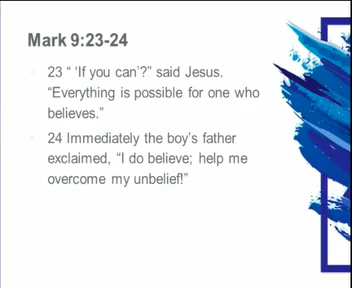 Mark 9:23-24
23 “ ‘If you can’?” said Jesus.
“Everything is possible for one who
believes.”
24 Immediately the boy’s father
exclaimed, “I do believe; help me
overcome my unbelief!”